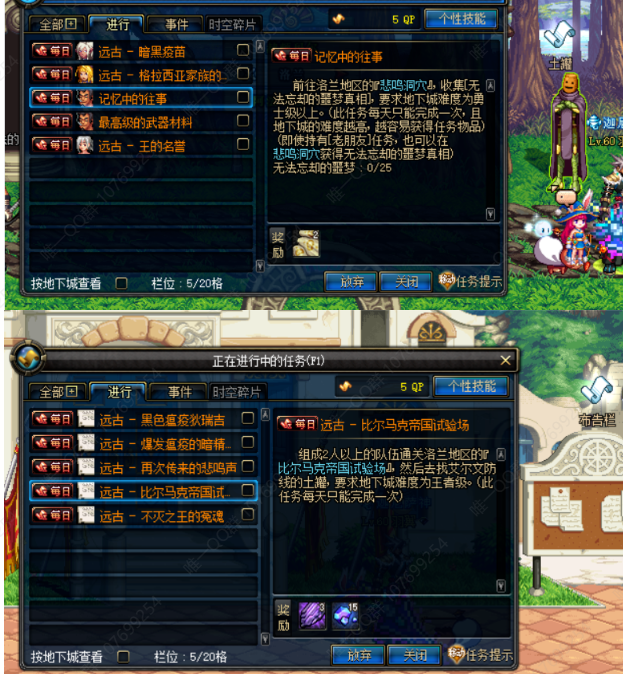 全部 进行 事件 时空碎片
5 QP 个性技能
每日 远古 - 暗黑疫苗
每日 远古 - 格拉西亚家族的..
每日 记忆中的往事
每日 最高级的武器材料
每日 远古 - 王的名誉
每日 记忆中的往事
前往洛兰地区的『悲鸣洞穴』, 收集[无
法忘却的噩梦真相], 要求地下城难度为勇
士级以上。(此任务每天只能完成一次, 且
地下城的难度越高, 越容易获得任务物品)
(即使持有[老朋友]任务, 也可以在
悲鸣洞穴获得无法忘却的噩梦真相)
无法忘却的噩梦 : 0/25
奖励
2
按地下城查看 栏位 : 5/20格
放弃 关闭 任务提示
土罐
Lv.60
正在进行中的任务(F1)
全部 进行 事件 时空碎片
5 QP 个性技能
每日 远古 - 黑色瘟疫狄瑞吉
每日 远古 - 爆发瘟疫的暗精..
每日 远古 - 再次传来的悲鸣声
每日 远古 - 比尔马克帝国试..
每日 远古 - 不灭之王的冤魂
每日 远古 - 比尔马克帝国试验场
组成2人以上的队伍通关洛兰地区的『
比尔马克帝国试验场』, 然后去找艾尔文防
线的土罐, 要求地下城难度为王者级。(此
任务每天只能完成一次)
奖励
3 15
按地下城查看 栏位 : 5/20格
放弃 关闭 任务提示
布告栏